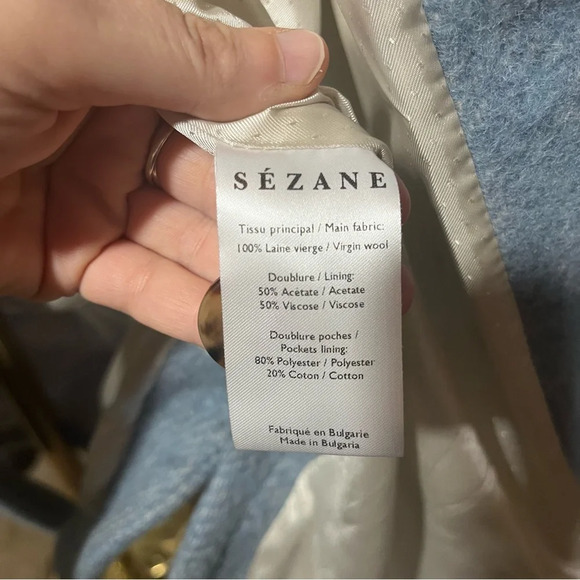 SÉZANE
Tissu principal / Main fabric:
100% Laine vierge / Virgin wool
Doublure / Lining:
50% Acétate / Acetate
50% Viscose / Viscose
Doublure poches /
Pockets lining:
80% Polyester / Polyester
20% Coton / Cotton
Fabriqué en Bulgarie
Made in Bulgaria